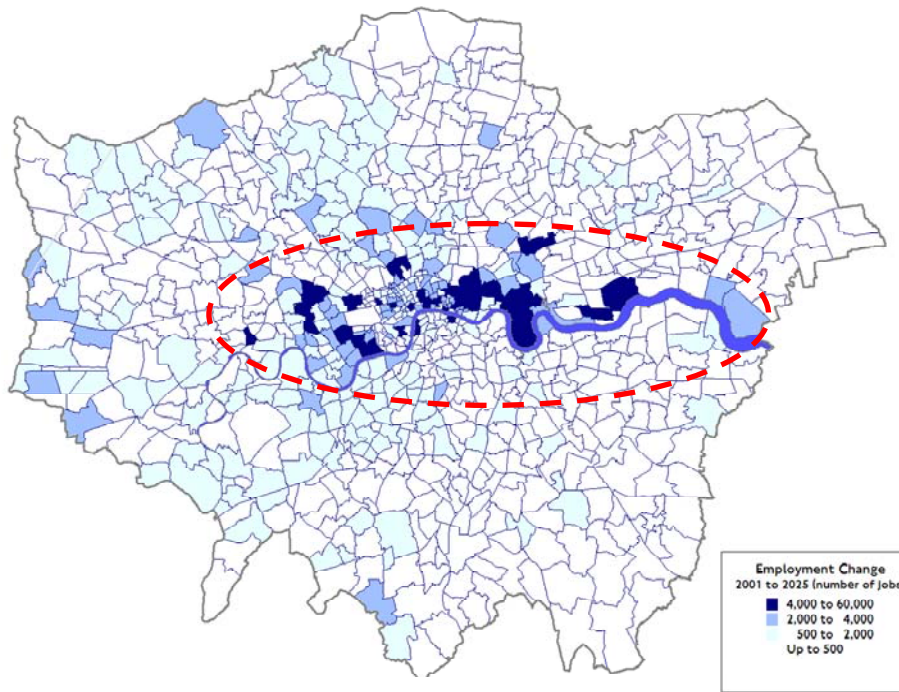 Employment Change
2001 to 2025 (number of Jobs
4,000 to 60,000
2,000 to 4,000
500 to 2,000
Up to 500